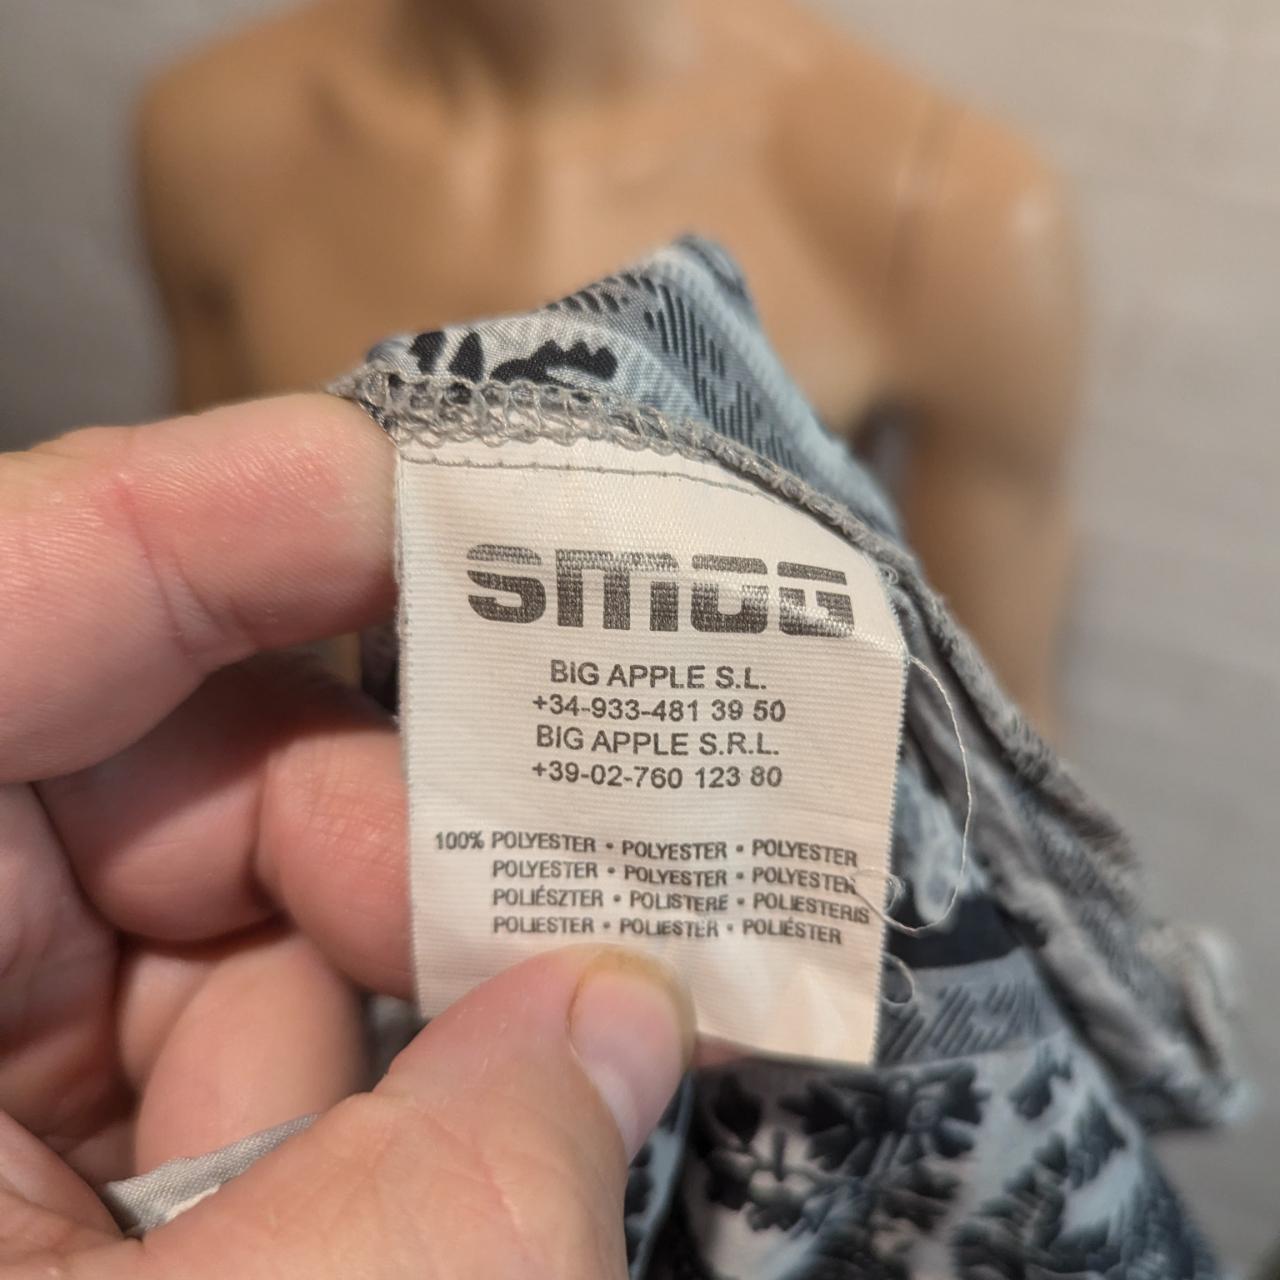 SMOG
BIG APPLE S.L.
+34-933-481 39 50
BIG APPLE S.R.L.
+39-02-760 123 80
100% POLYESTER • POLYESTER • POLYESTER
POLYESTER • POLYESTER • POLYESTER
POLIÉSZTER • POLISTERE • POLIESTERIS
POLIESTER • POLIESTER • POLIÉSTER